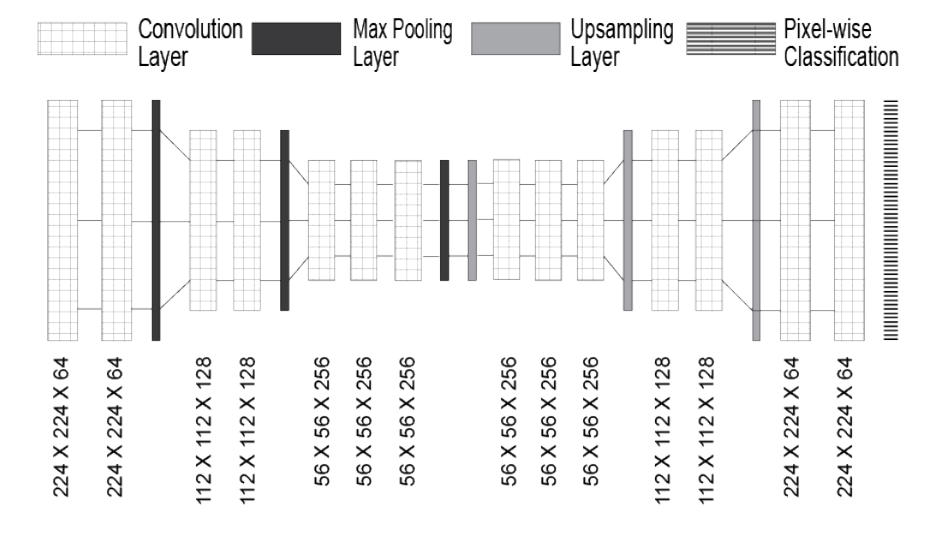 Convolution
Layer
Max Pooling
Layer
Upsampling
Layer
Pixel-wise
Classification
224 X 224 X 64
224 X 224 X 64
112 X 112 X 128
112 X 112 X 128
56 X 56 X 256
56 X 56 X 256
56 X 56 X 256
56 X 56 X 256
56 X 56 X 256
56 X 56 X 256
112 X 112 X 128
112 X 112 X 128
224 X 224 X 64
224 X 224 X 64